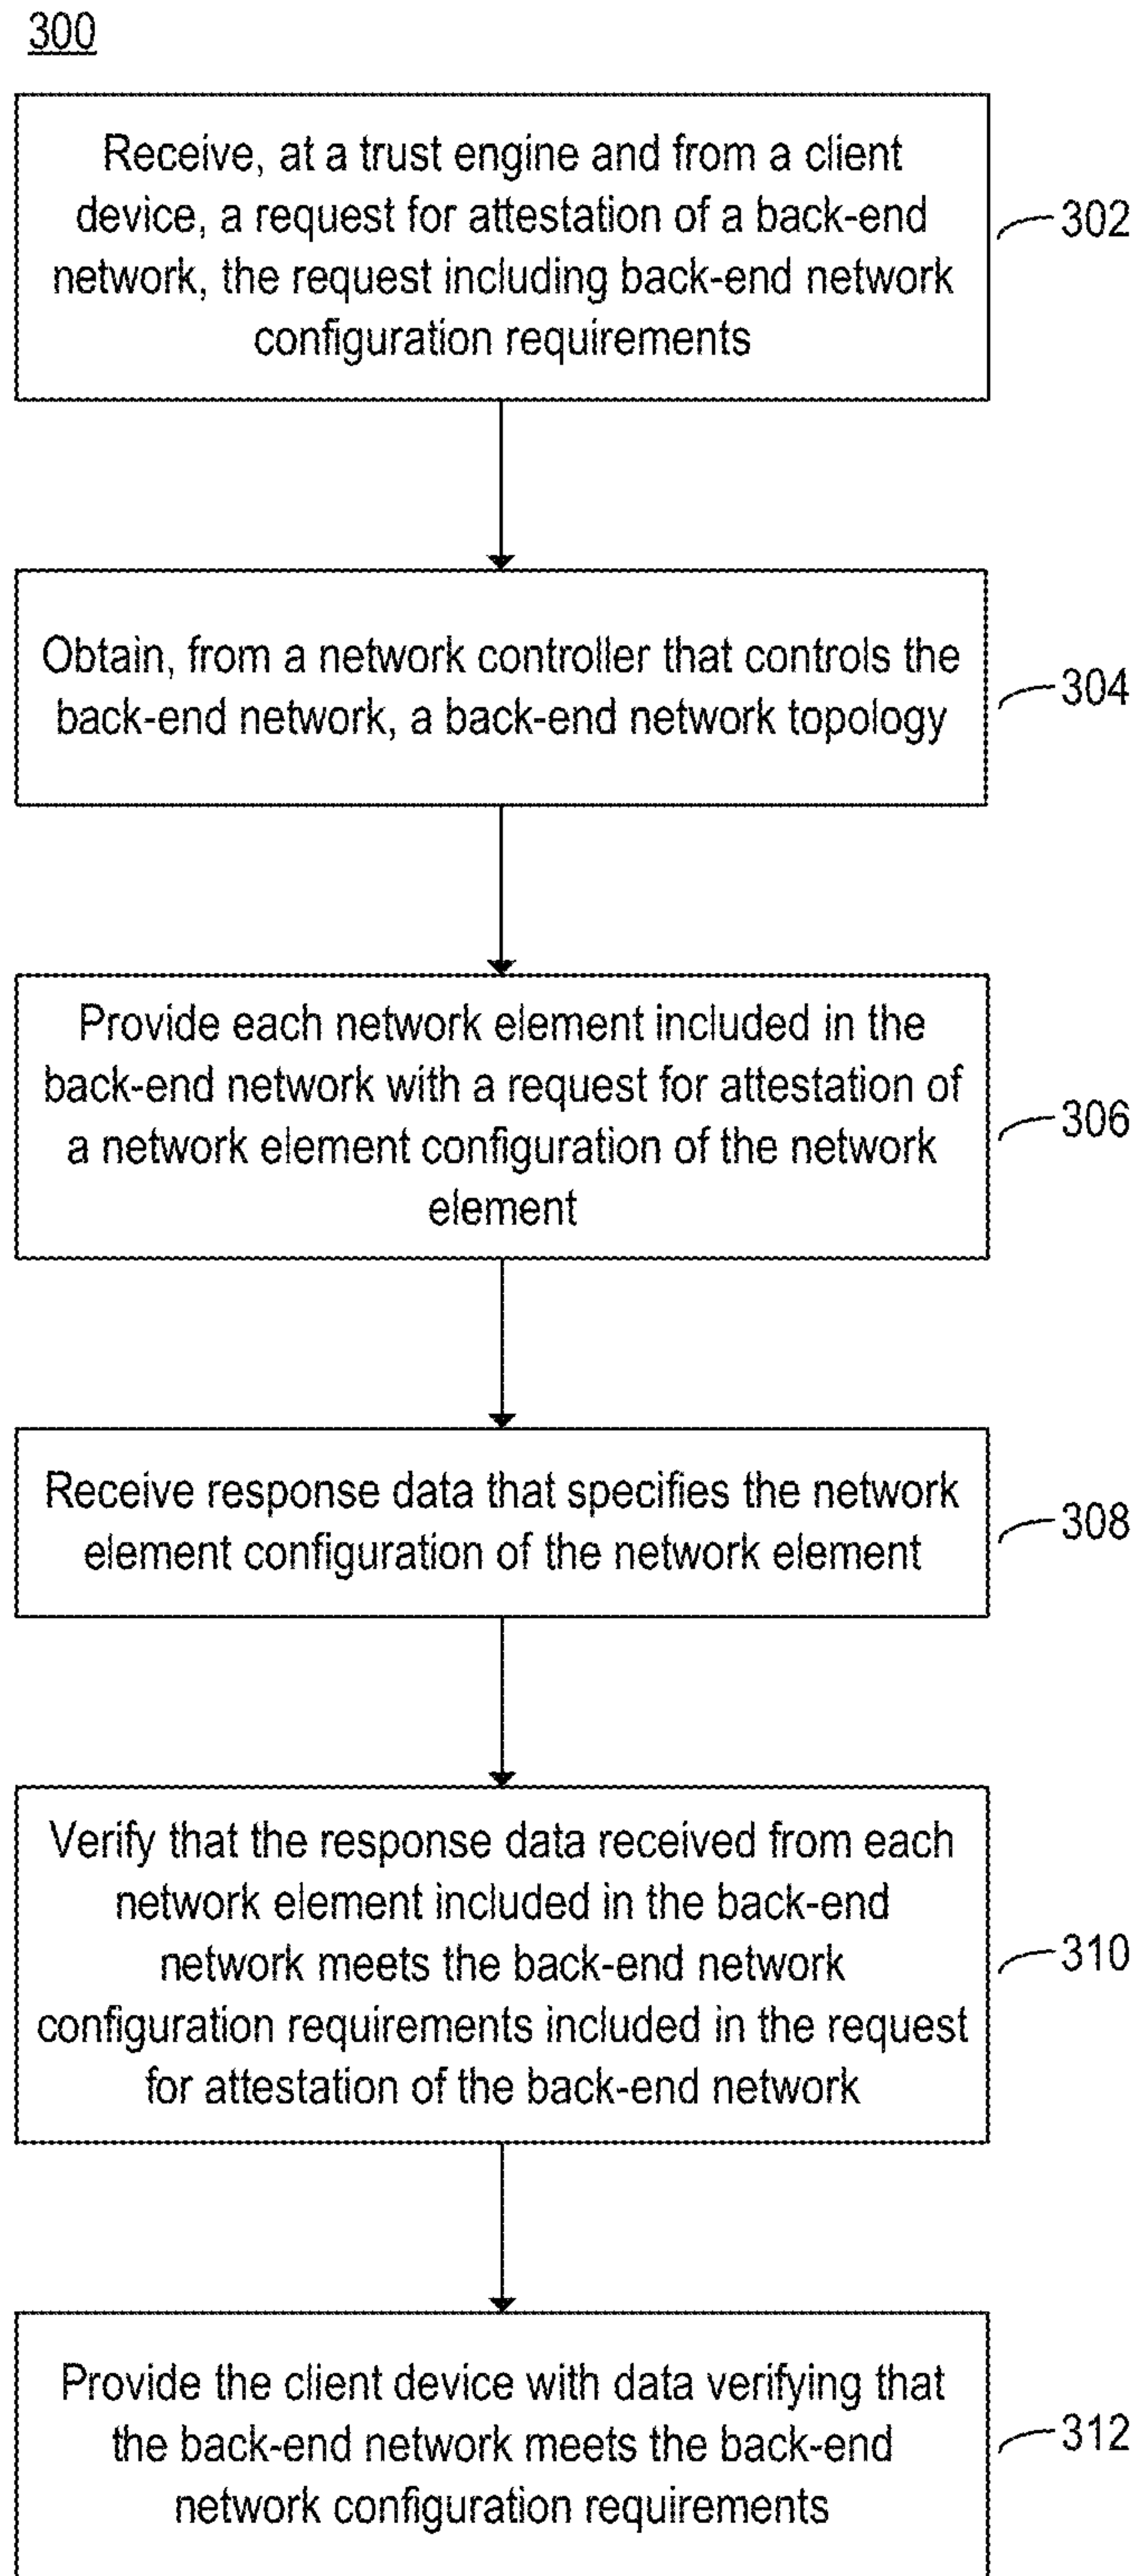 300
Receive, at a trust engine and from a client
device, a request for attestation of a back-end
network, the request including back-end network
configuration requirements
302
Obtain, from a network controller that controls the
back-end network, a back-end network topology
304
Provide each network element included in the
back-end network with a request for attestation of
a network element configuration of the network
element
306
Receive response data that specifies the network
element configuration of the network element
308
Verify that the response data received from each
network element included in the back-end
network meets the back-end network
configuration requirements included in the request
for attestation of the back-end network
310
Provide the client device with data verifying that
the back-end network meets the back-end
network configuration requirements
312